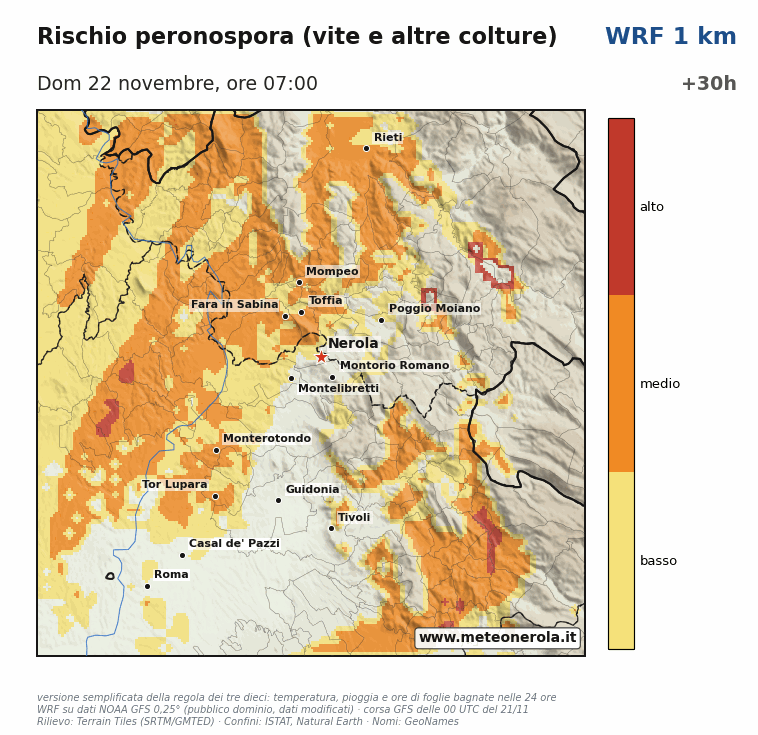 Rischio peronospora (vite e altre colture)
WRF 1 km
Dom 22 novembre, ore 07:00
+30h
Rieti
alto
Mompeo
Fara in Sabina
Toffia
Poggio Moiano
Nerola
Montorio Romano
medio
Montelibretti
Monterotondo
Tor Lupara
Guidonia
Tivoli
Casal de' Pazzi
basso
Roma
www.meteonerola.it
versione semplificata della regola dei tre dieci: temperatura, pioggia e ore di foglie bagnate nelle 24 ore
WRF su dati NOAA GFS 0,25° (pubblico dominio, dati modificati) · corsa GFS delle 00 UTC del 21/11
Rilievo: Terrain Tiles (SRTM/GMTED) · Confini: ISTAT, Natural Earth · Nomi: GeoNames